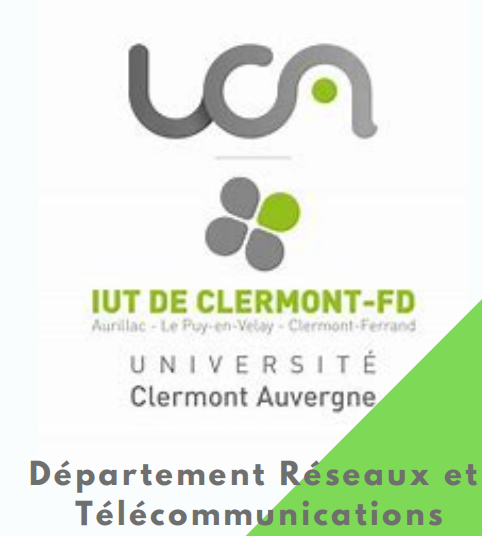 UCA
IUT DE CLERMONT-FD
Aurillac - Le Puy-en-Velay - Clermont-Ferrand
UNIVERSITÉ
Clermont Auvergne
Département Réseaux et
Télécommunications